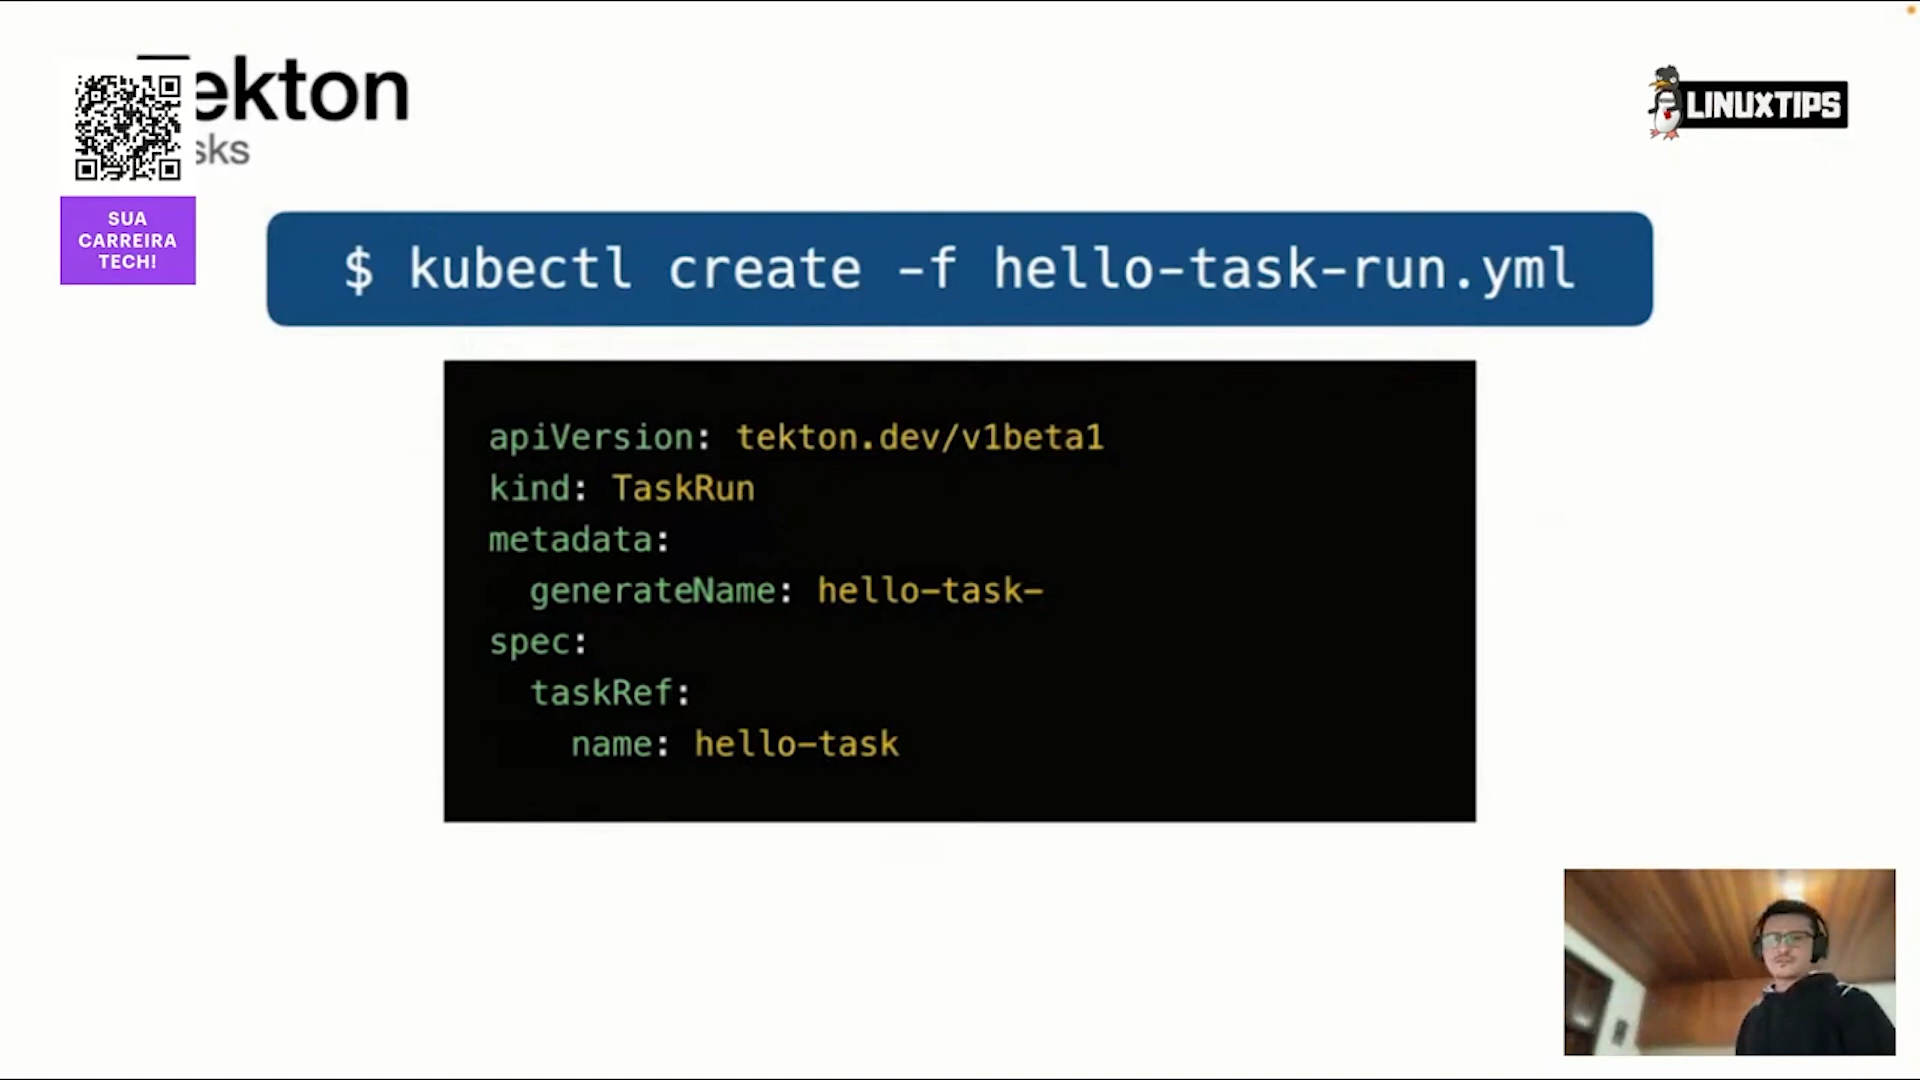 ekton
sks
LINUXTIPS
SUA
CARREIRA
TECH!
$ kubectl create -f hello-task-run.yml
apiVersion: tekton.dev/v1beta1
kind: TaskRun
metadata:
  generateName: hello-task-
spec:
  taskRef:
    name: hello-task